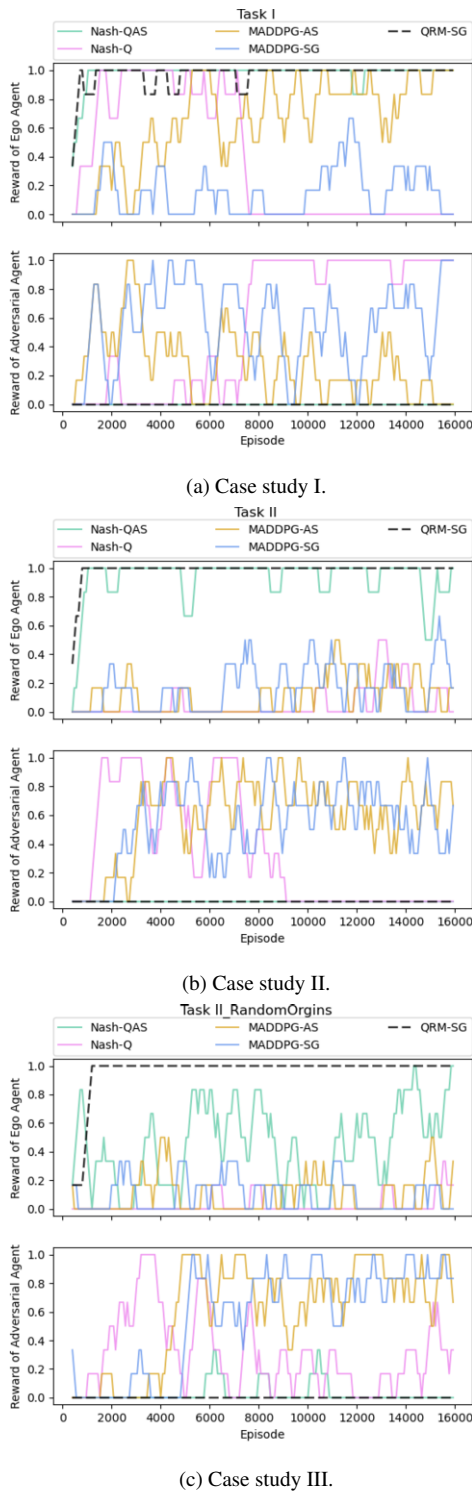 Task I
Nash-QAS MADDPG-AS QRM-SG
Nash-Q MADDPG-SG
Reward of Ego Agent
1.0
0.8
0.6
0.4
0.2
0.0
Reward of Adversarial Agent
1.0
0.8
0.6
0.4
0.2
0.0
0 2000 4000 6000 8000 10000 12000 14000 16000
Episode
(a) Case study I.
Task II
Nash-QAS MADDPG-AS QRM-SG
Nash-Q MADDPG-SG
Reward of Ego Agent
1.0
0.8
0.6
0.4
0.2
0.0
Reward of Adversarial Agent
1.0
0.8
0.6
0.4
0.2
0.0
0 2000 4000 6000 8000 10000 12000 14000 16000
Episode
(b) Case study II.
Task II_RandomOrgins
Nash-QAS MADDPG-AS QRM-SG
Nash-Q MADDPG-SG
Reward of Ego Agent
1.0
0.8
0.6
0.4
0.2
0.0
Reward of Adversarial Agent
1.0
0.8
0.6
0.4
0.2
0.0
0 2000 4000 6000 8000 10000 12000 14000 16000
Episode
(c) Case study III.